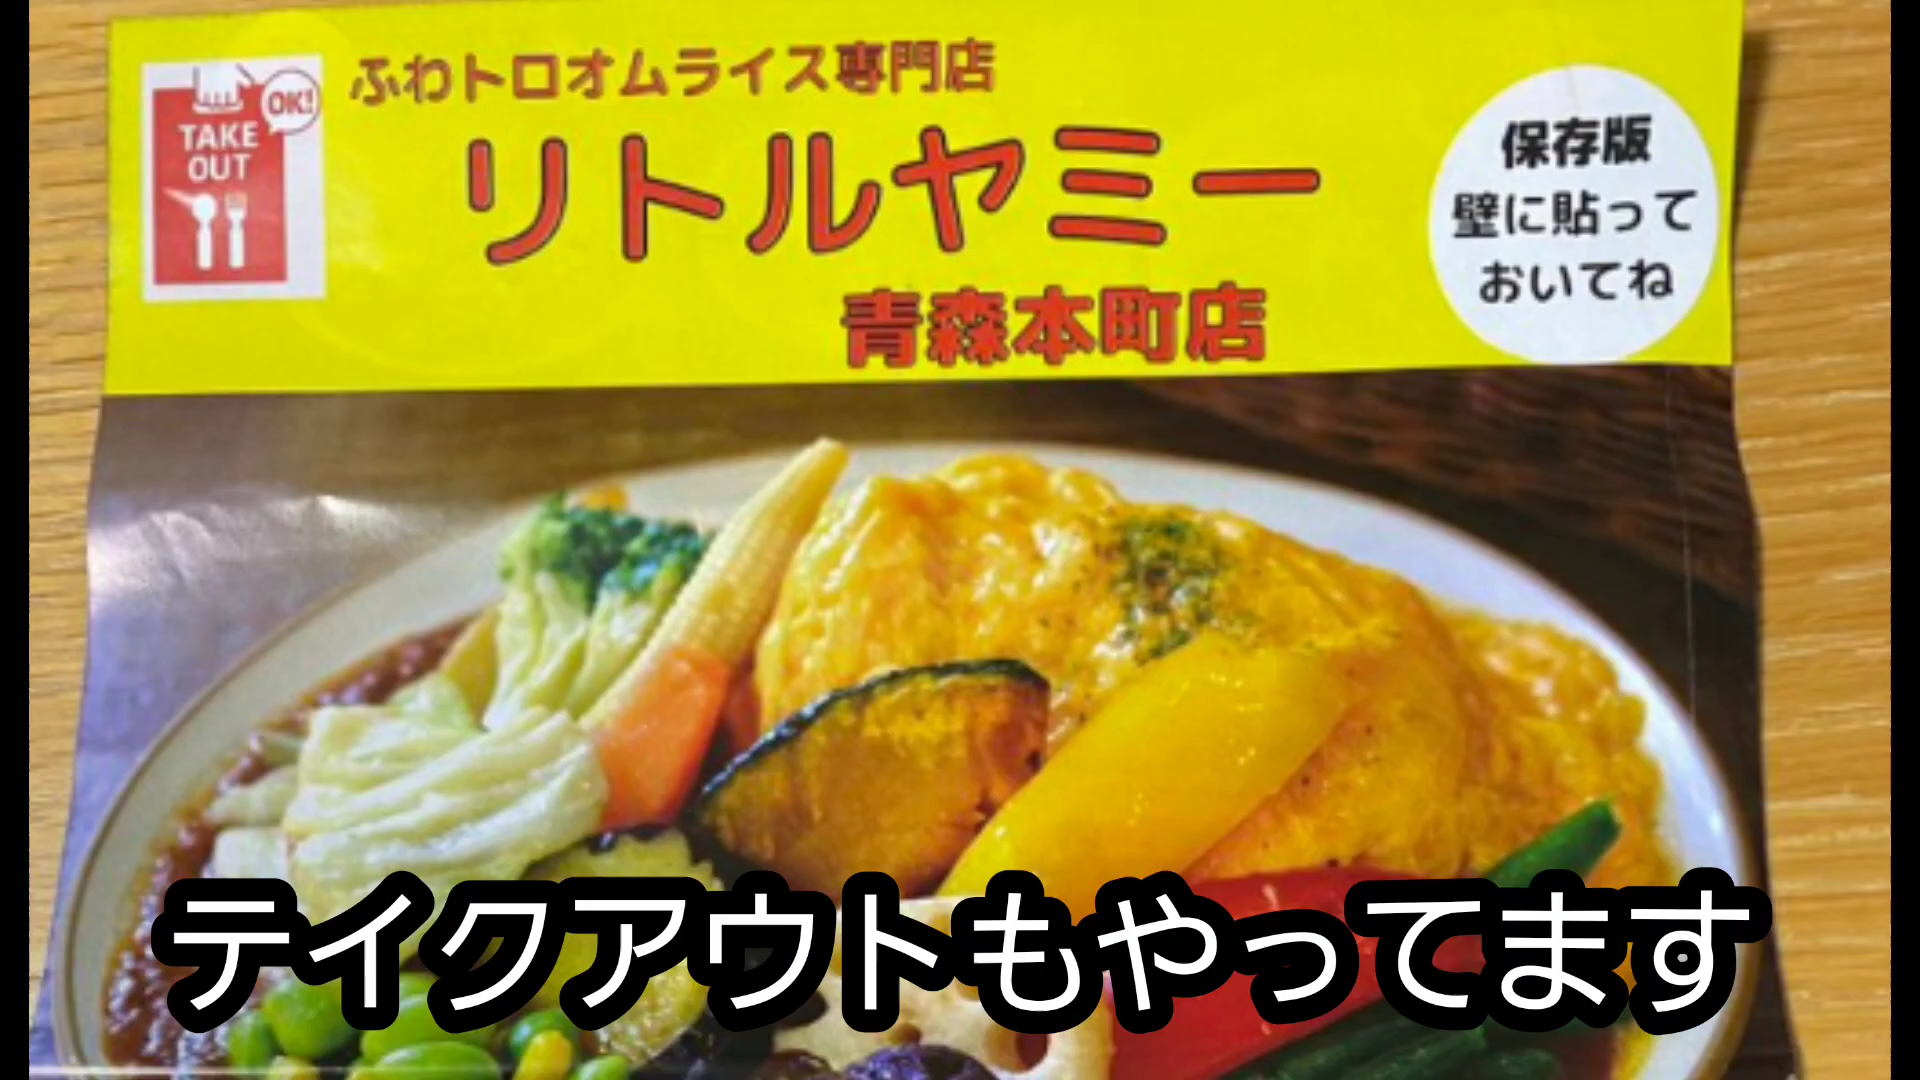 ふわトロオムライス専門店
OK!
TAKE
OUT
リトルヤミー
青森本町店
保存版
壁に貼って
おいてね
テイクアウトもやってます